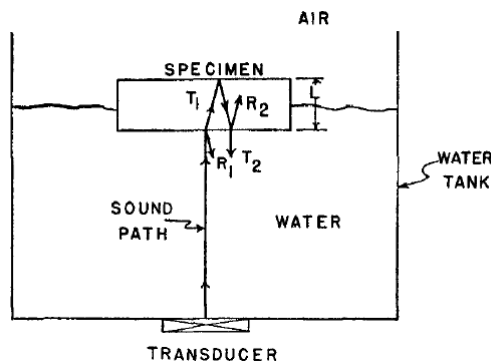 AIR
SPECIMEN
T1
R2
L
R1
T2
WATER
TANK
SOUND
PATH
WATER
TRANSDUCER